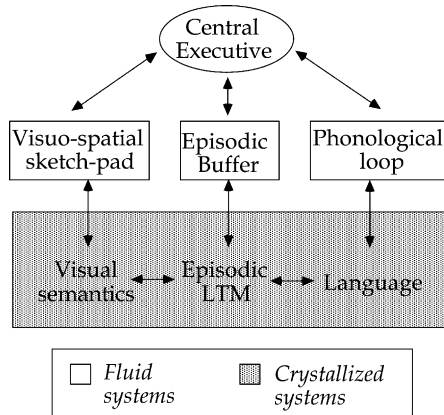 Central
Executive
Visuo-spatial
sketch-pad
Episodic
Buffer
Phonological
loop
Visual
semantics
Episodic
LTM
Language
Fluid
systems
Crystallized
systems